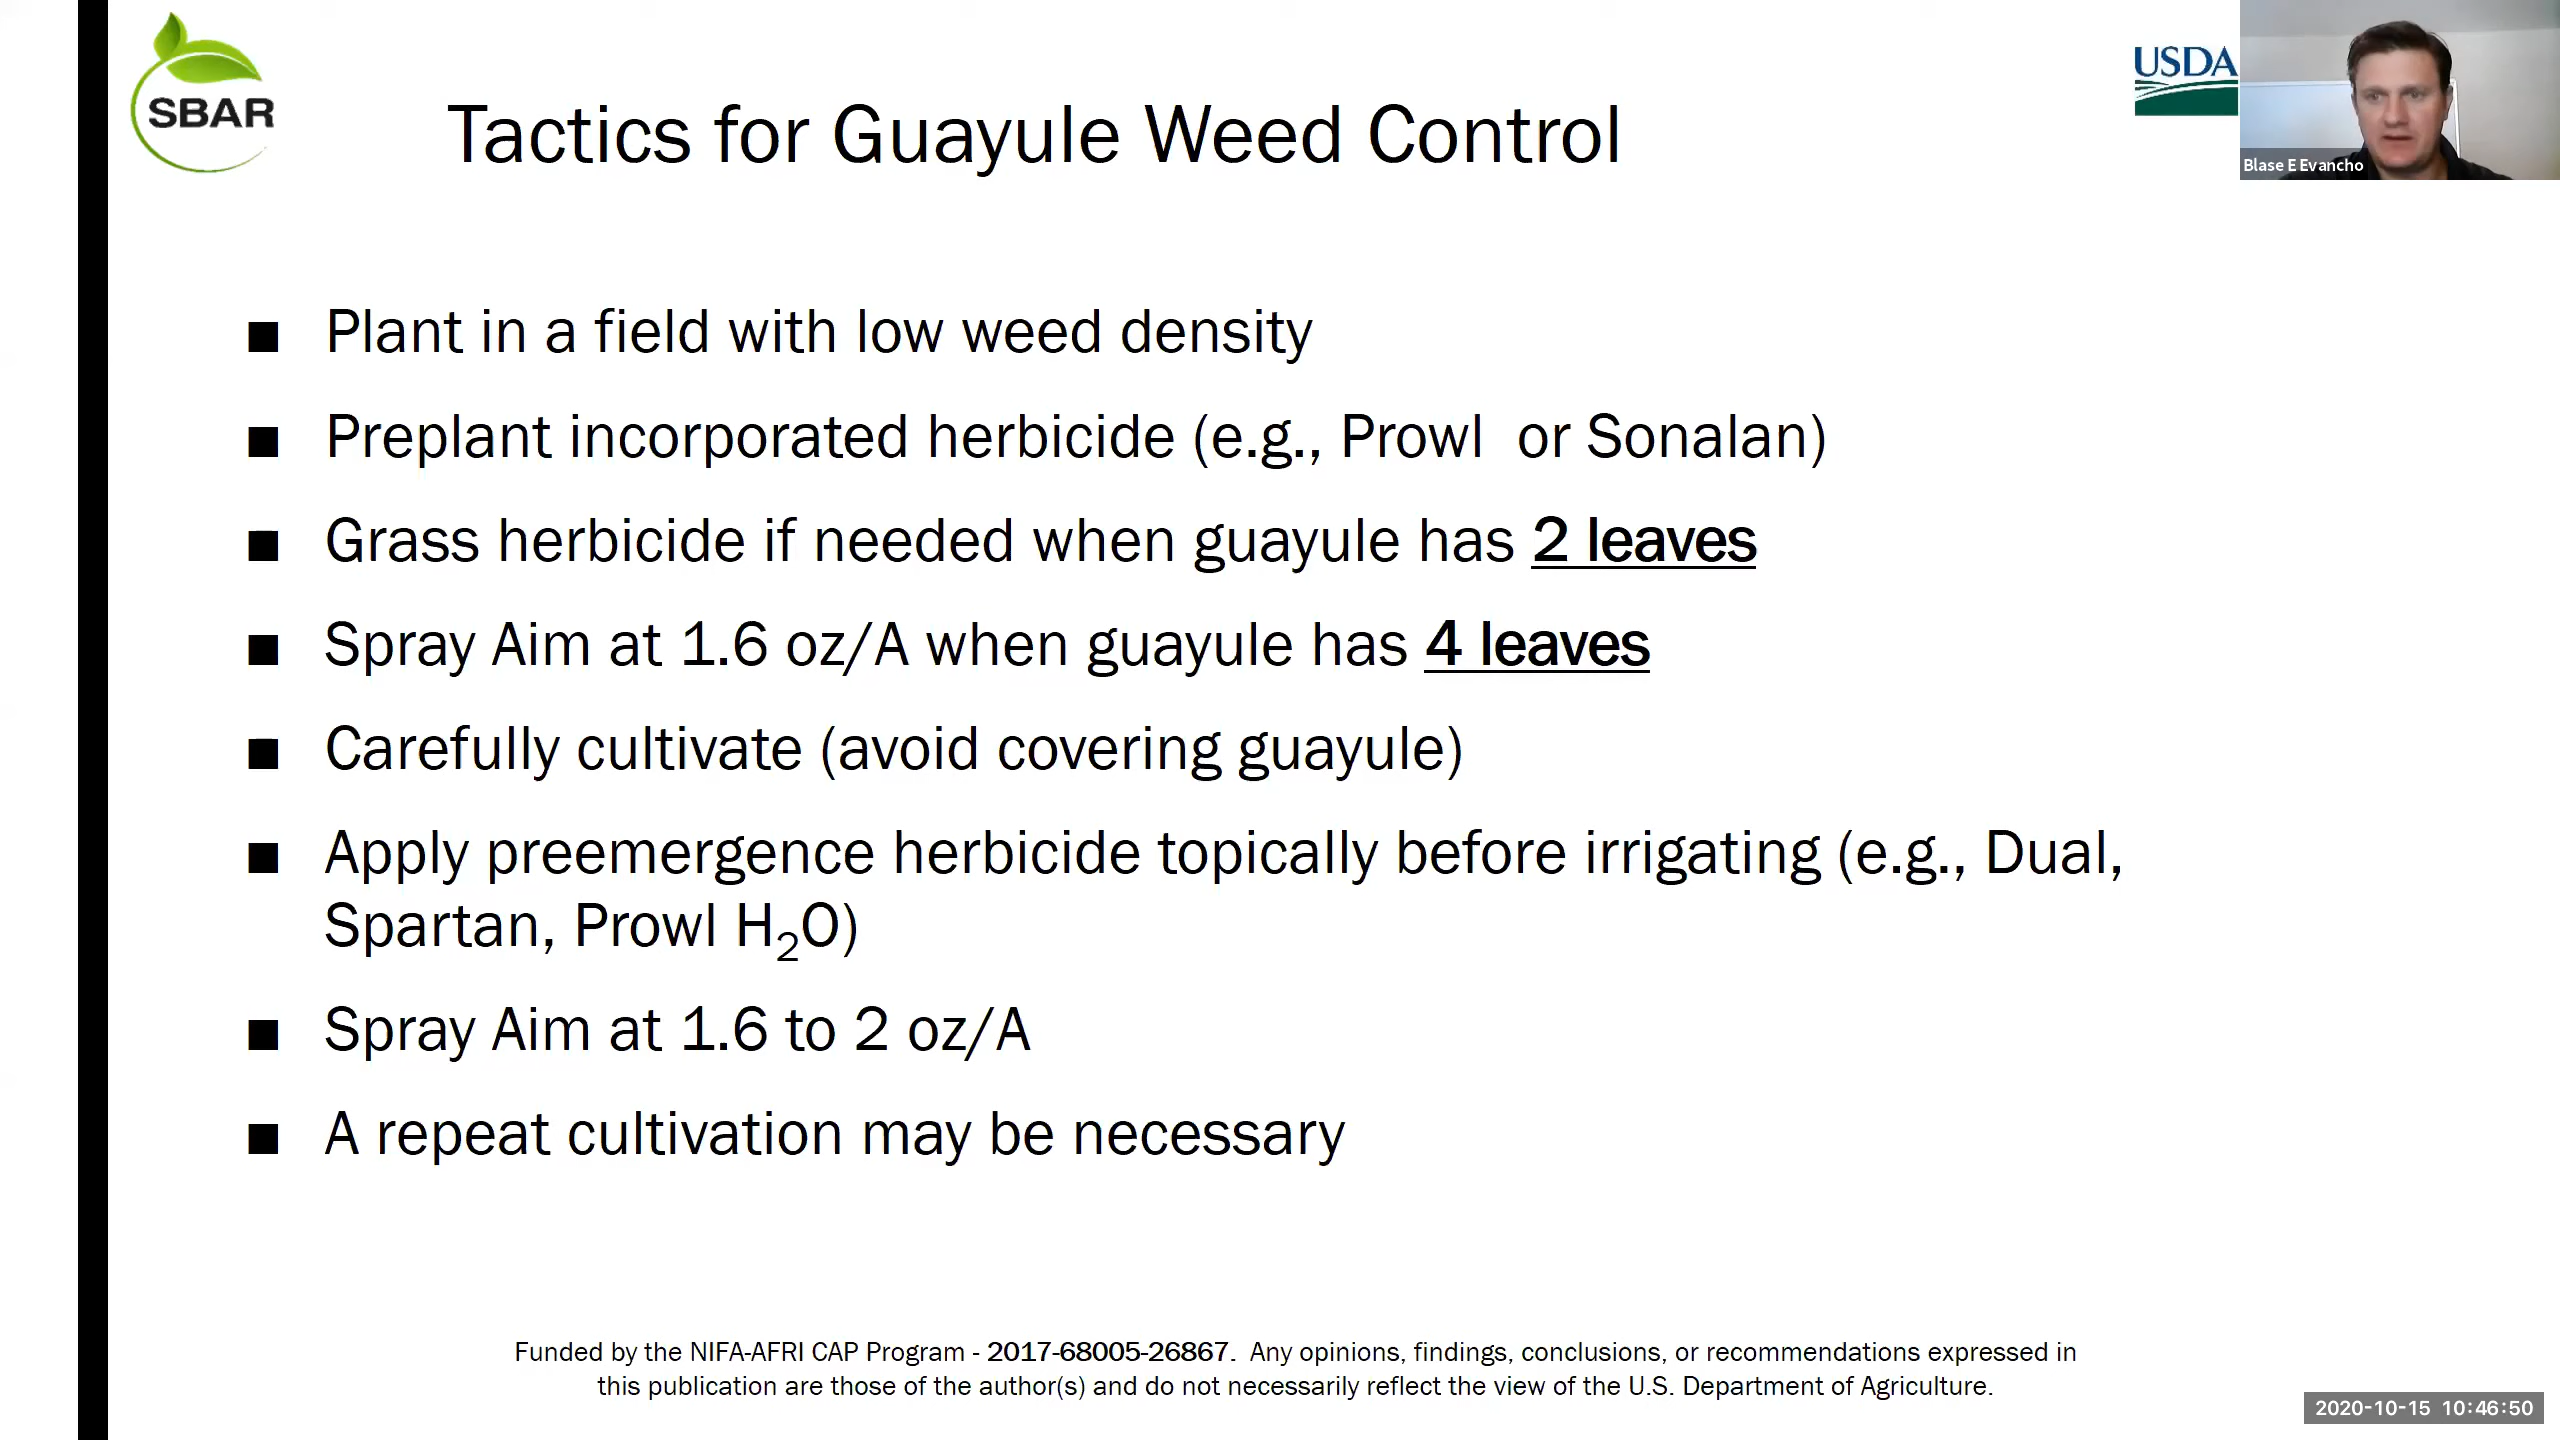 SBAR
USDA
Blase E Evancho
Tactics for Guayule Weed Control
■ Plant in a field with low weed density
■ Preplant incorporated herbicide (e.g., Prowl  or Sonalan)
■ Grass herbicide if needed when guayule has 2 leaves
■ Spray Aim at 1.6 oz/A when guayule has 4 leaves
■ Carefully cultivate (avoid covering guayule)
■ Apply preemergence herbicide topically before irrigating (e.g., Dual,
Spartan, Prowl H₂O)
■ Spray Aim at 1.6 to 2 oz/A
■ A repeat cultivation may be necessary
Funded by the NIFA-AFRI CAP Program - 2017-68005-26867.  Any opinions, findings, conclusions, or recommendations expressed in
this publication are those of the author(s) and do not necessarily reflect the view of the U.S. Department of Agriculture.
2020-10-15 10:46:50